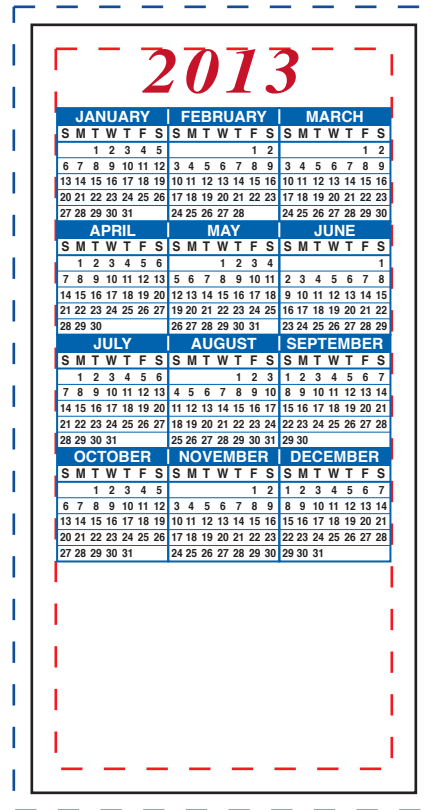 2013
JANUARY | FEBRUARY | MARCH
S M T W T F S S M T W T F S S M T W T F S
1 2 3 4 5 1 2 1 2
6 7 8 9 10 11 12 3 4 5 6 7 8 9 3 4 5 6 7 8 9
13 14 15 16 17 18 19 10 11 12 13 14 15 16 10 11 12 13 14 15 16
20 21 22 23 24 25 26 17 18 19 20 21 22 23 17 18 19 20 21 22 23
27 28 29 30 31 24 25 26 27 28 24 25 26 27 28 29 30
APRIL MAY JUNE
S M T W T F S S M T W T F S S M T W T F S
1 2 3 4 5 6 1 2 3 4 1
7 8 9 10 11 12 13 5 6 7 8 9 10 11 2 3 4 5 6 7 8
14 15 16 17 18 19 20 12 13 14 15 16 17 18 9 10 11 12 13 14 15
21 22 23 24 25 26 27 19 20 21 22 23 24 25 16 17 18 19 20 21 22
28 29 30 26 27 28 29 30 31 23 24 25 26 27 28 29
JULY AUGUST SEPTEMBER
S M T W T F S S M T W T F S S M T W T F S
1 2 3 4 5 6 1 2 3 1 2 3 4 5 6 7
7 8 9 10 11 12 13 4 5 6 7 8 9 10 8 9 10 11 12 13 14
14 15 16 17 18 19 20 11 12 13 14 15 16 17 15 16 17 18 19 20 21
21 22 23 24 25 26 27 18 19 20 21 22 23 24 22 23 24 25 26 27 28
28 29 30 31 25 26 27 28 29 30 31 29 30
OCTOBER NOVEMBER DECEMBER
S M T W T F S S M T W T F S S M T W T F S
1 2 3 4 5 1 2 1 2 3 4 5 6 7
6 7 8 9 10 11 12 3 4 5 6 7 8 9 8 9 10 11 12 13 14
13 14 15 16 17 18 19 10 11 12 13 14 15 16 15 16 17 18 19 20 21
20 21 22 23 24 25 26 17 18 19 20 21 22 23 22 23 24 25 26 27 28
27 28 29 30 31 24 25 26 27 28 29 30 29 30 31